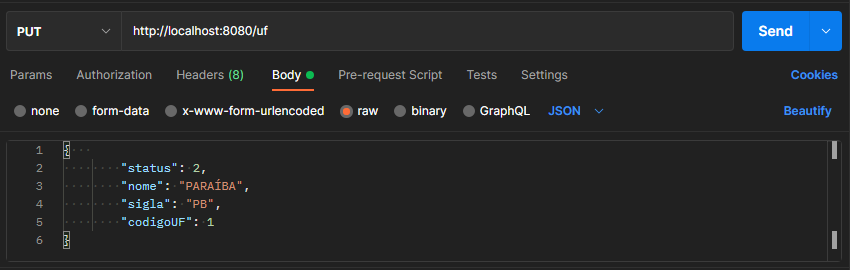 PUT http://localhost:8080/uf Send
Params Authorization Headers (8) Body Pre-request Script Tests Settings Cookies
none form-data x-www-form-urlencoded raw binary GraphQL JSON Beautify
1 {
2 "status": 2,
3 "nome": "PARAÍBA",
4 "sigla": "PB",
5 "codigoUF": 1
6 }